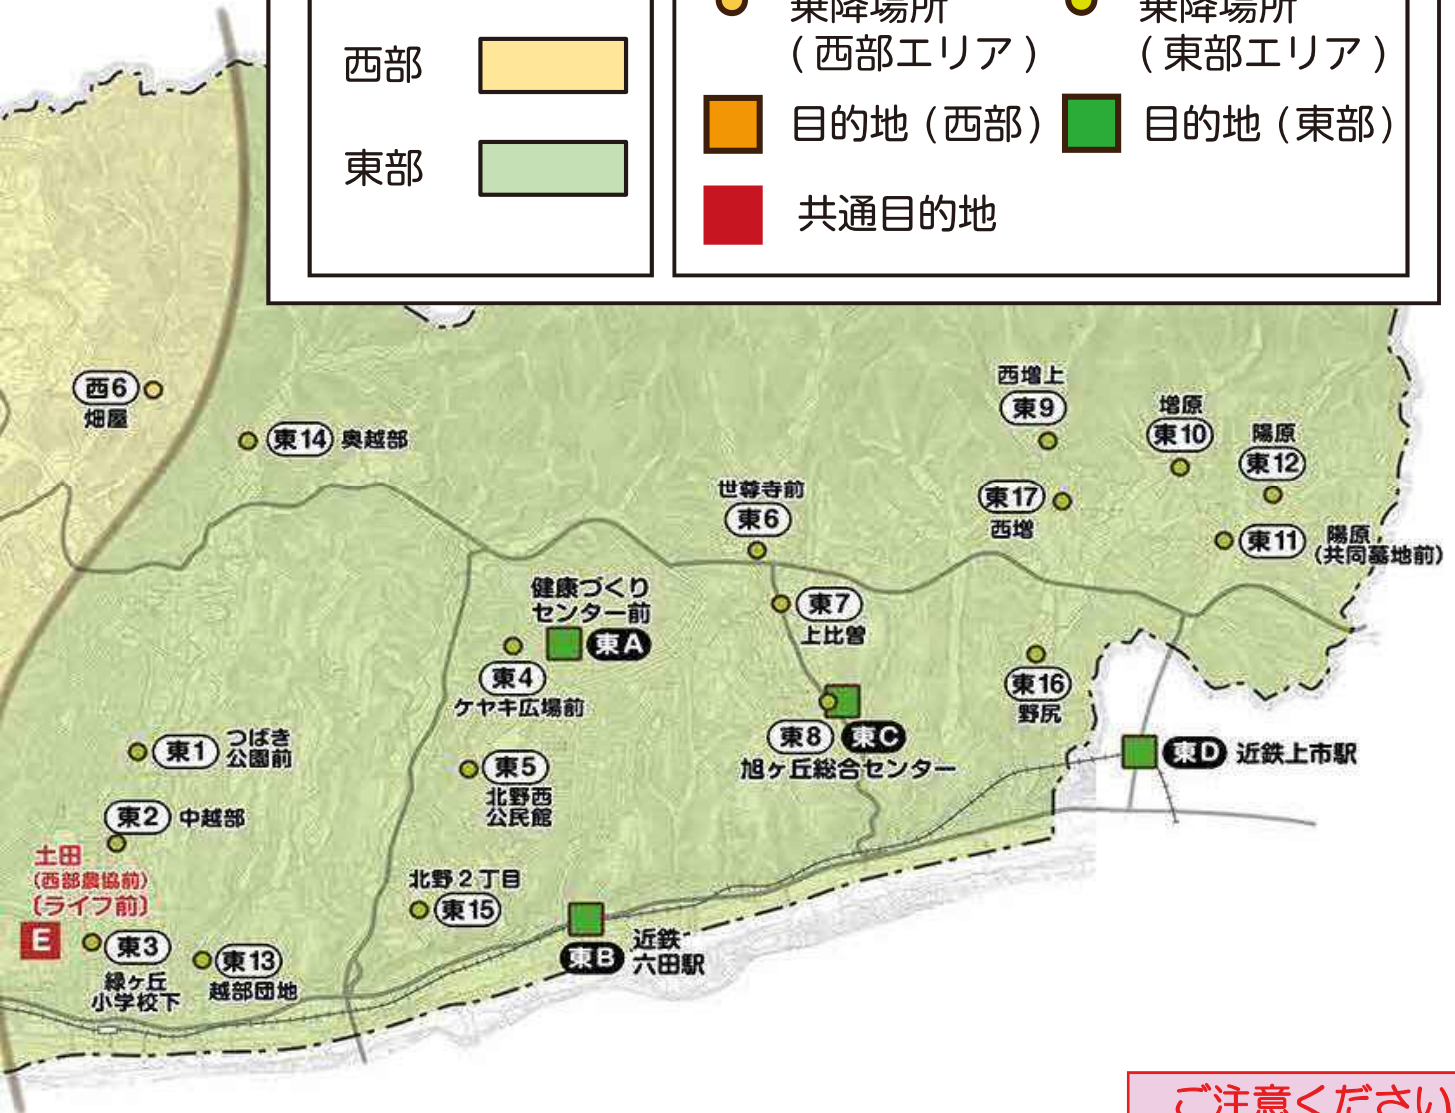 乗降場所
(西部エリア)
乗降場所
(東部エリア)
西部
東部
目的地(西部)
目的地(東部)
共通目的地
西6
畑屋
東14 奥越部
西増上
東9
増原
東10
陽原
東12
東17
西増
東11
陽原
(共同墓地前)
世尊寺前
東6
東7
上比曽
健康づくり
センター前
東A
東4
ケヤキ広場前
東16
野尻
東8 東C
旭ヶ丘総合センター
東D 近鉄上市駅
東1
つばき
公園前
東5
北野西
公民館
東2 中越部
土田
(西部農協前)
(ライフ前)
E
東3
緑ヶ丘
小学校下
東13
越部団地
北野2丁目
東15
東B
近鉄
六田駅
ご注意ください